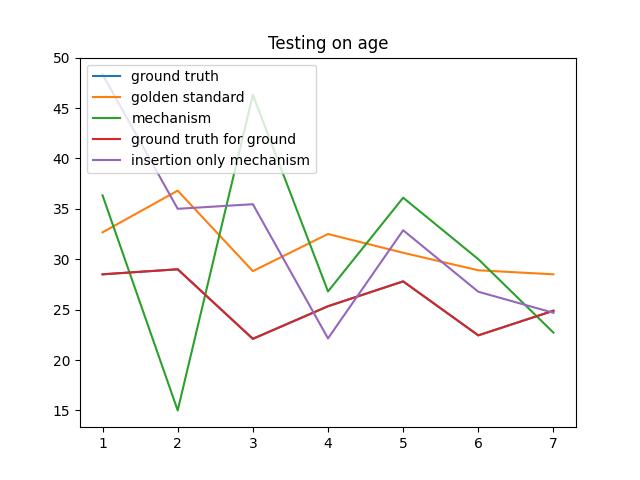 Testing on age
50
45
40
35
30
25
20
15
ground truth
golden standard
mechanism
ground truth for ground
insertion only mechanism
1 2 3 4 5 6 7